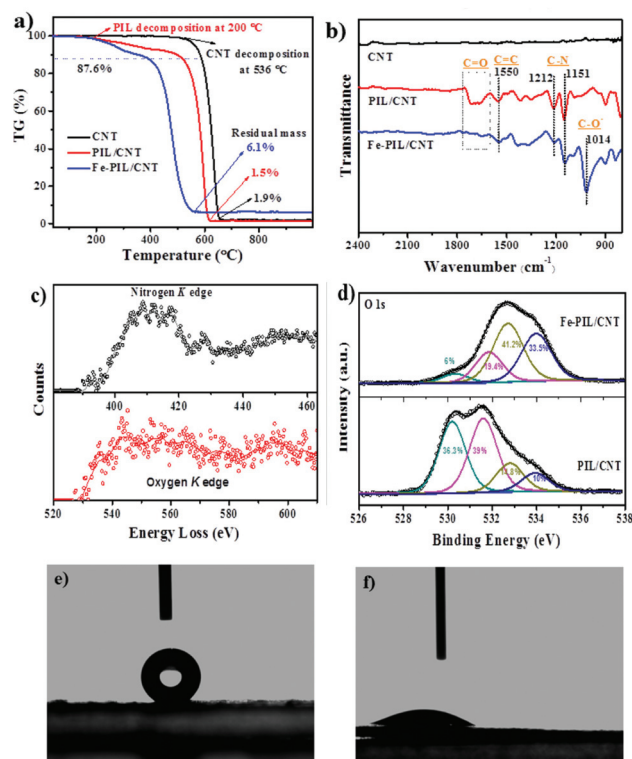 a)
PIL decomposition at 200 °C
CNT decomposition
at 536 °C
87.6%
CNT
PIL/CNT
Fe-PIL/CNT
Residual mass
6.1%
1.5%
1.9%
100
80
60
40
20
0
0 200 400 600 800
TG (%)
Temperature (°C)
b)
CNT
PIL/CNT
Fe-PIL/CNT
C=O
C=C
1550
C-N
1212
1151
C-O⁻
1014
Transmittance
2400 2100 1800 1500 1200 900
Wavenumber (cm⁻¹)
c)
Nitrogen K edge
400 420 440 460
Oxygen K edge
Counts
520 540 560 580 600
Energy Loss (eV)
d)
O 1s
Fe-PIL/CNT
6%
19.4%
41.2%
33.5%
PIL/CNT
36.3%
39%
10%
Intensity (a.u.)
526 528 530 532 534 536 538
Binding Energy (eV)
e)
f)